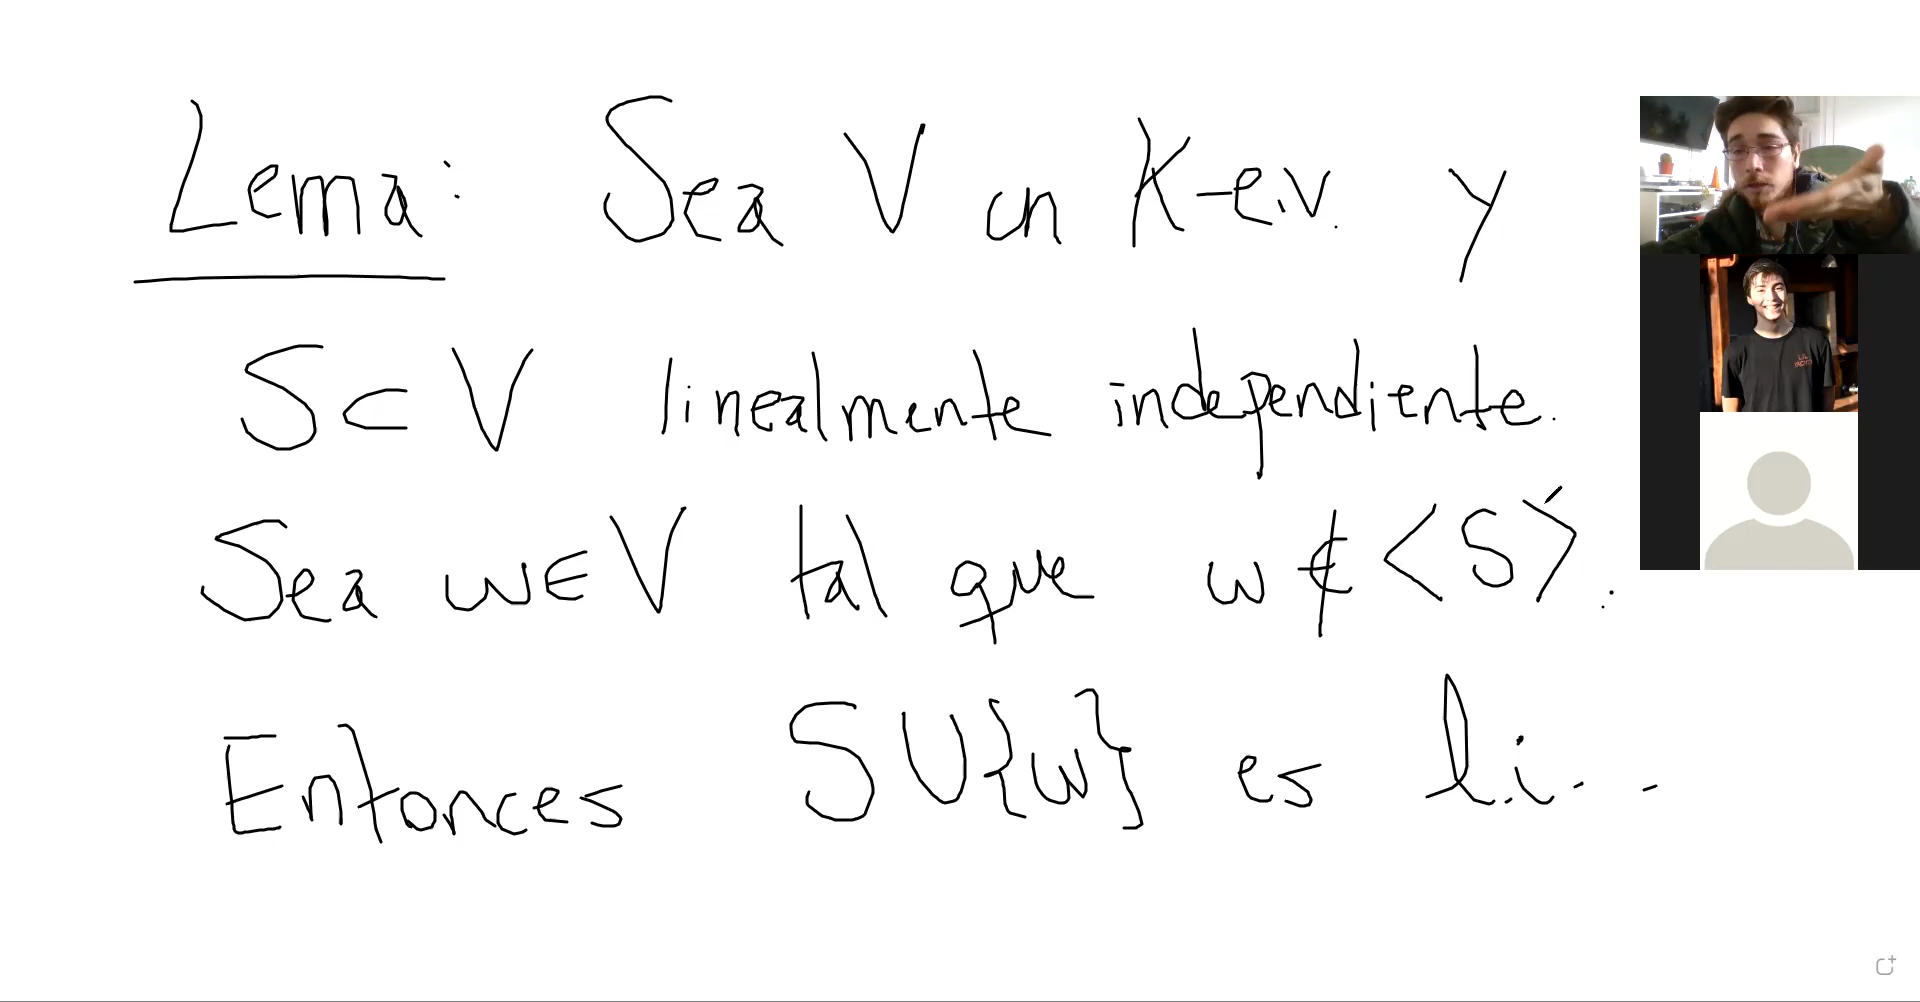 Lema: Sea V un K-e.v. y
S ⊂ V linealmente independiente.
Sea w ∈ V tal que w ∉ <S>.
Entonces S ∪ {w} es l.i.